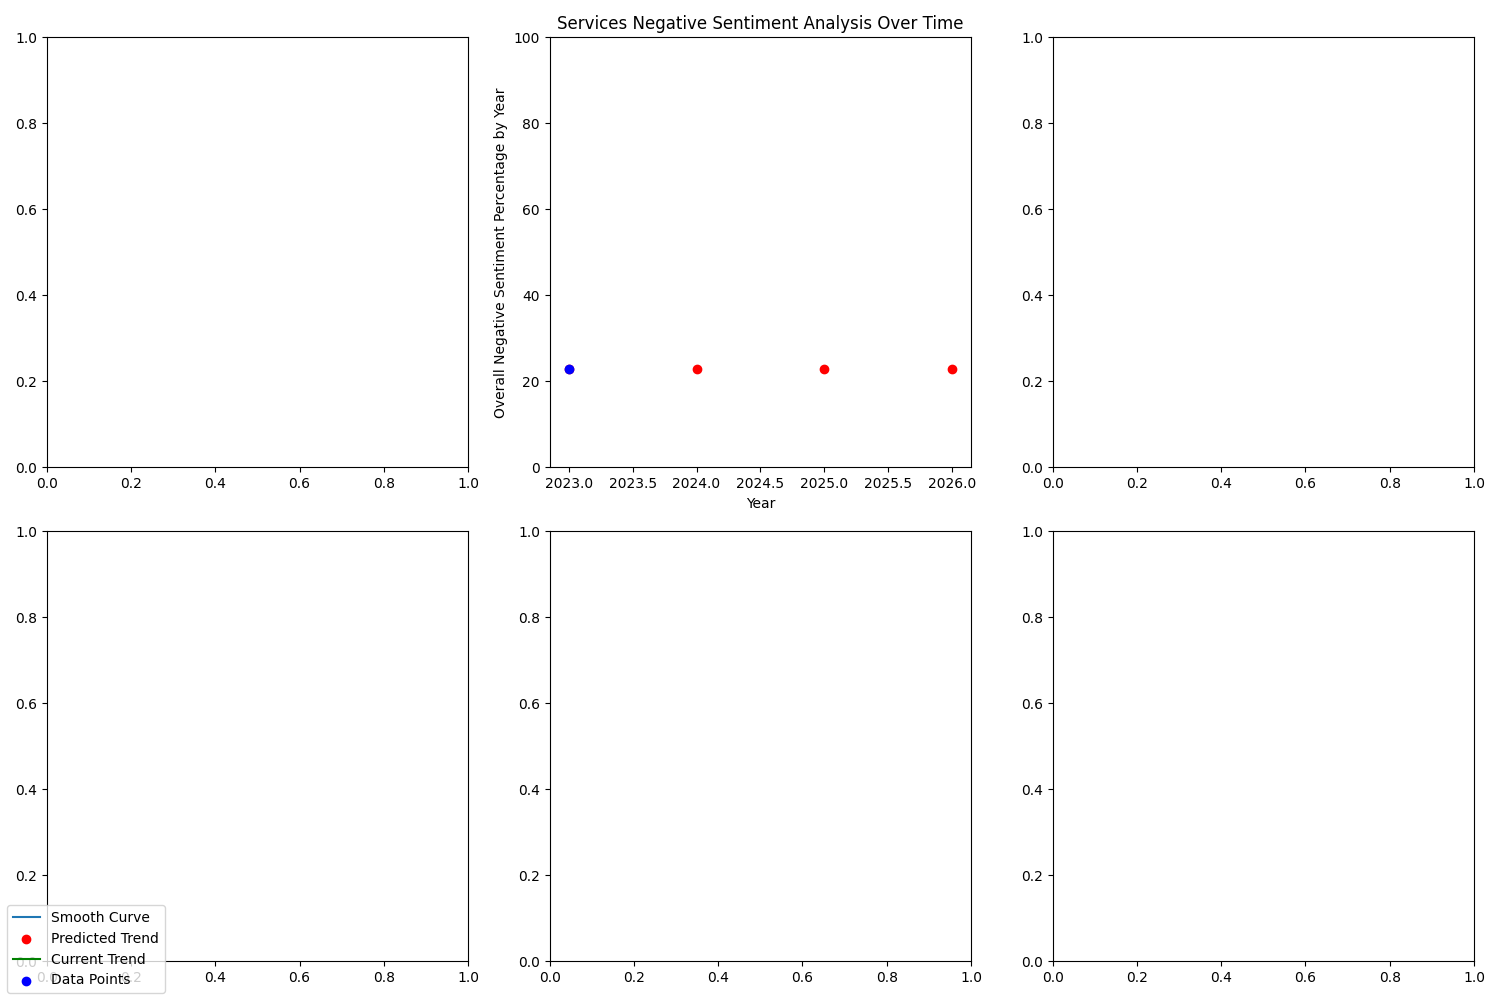 Services Negative Sentiment Analysis Over Time
1.0
0.8
0.6
0.4
0.2
0.0
0.0 0.2 0.4 0.6 0.8 1.0
Overall Negative Sentiment Percentage by Year
100
80
60
40
20
0
2023.0 2023.5 2024.0 2024.5 2025.0 2025.5 2026.0
Year
1.0
0.8
0.6
0.4
0.2
0.0
0.0 0.2 0.4 0.6 0.8 1.0
1.0
0.8
0.6
0.4
0.2
0.0
0.0 0.2 0.4 0.6 0.8 1.0
Smooth Curve
Predicted Trend
Current Trend
Data Points
1.0
0.8
0.6
0.4
0.2
0.0
0.0 0.2 0.4 0.6 0.8 1.0
1.0
0.8
0.6
0.4
0.2
0.0
0.0 0.2 0.4 0.6 0.8 1.0